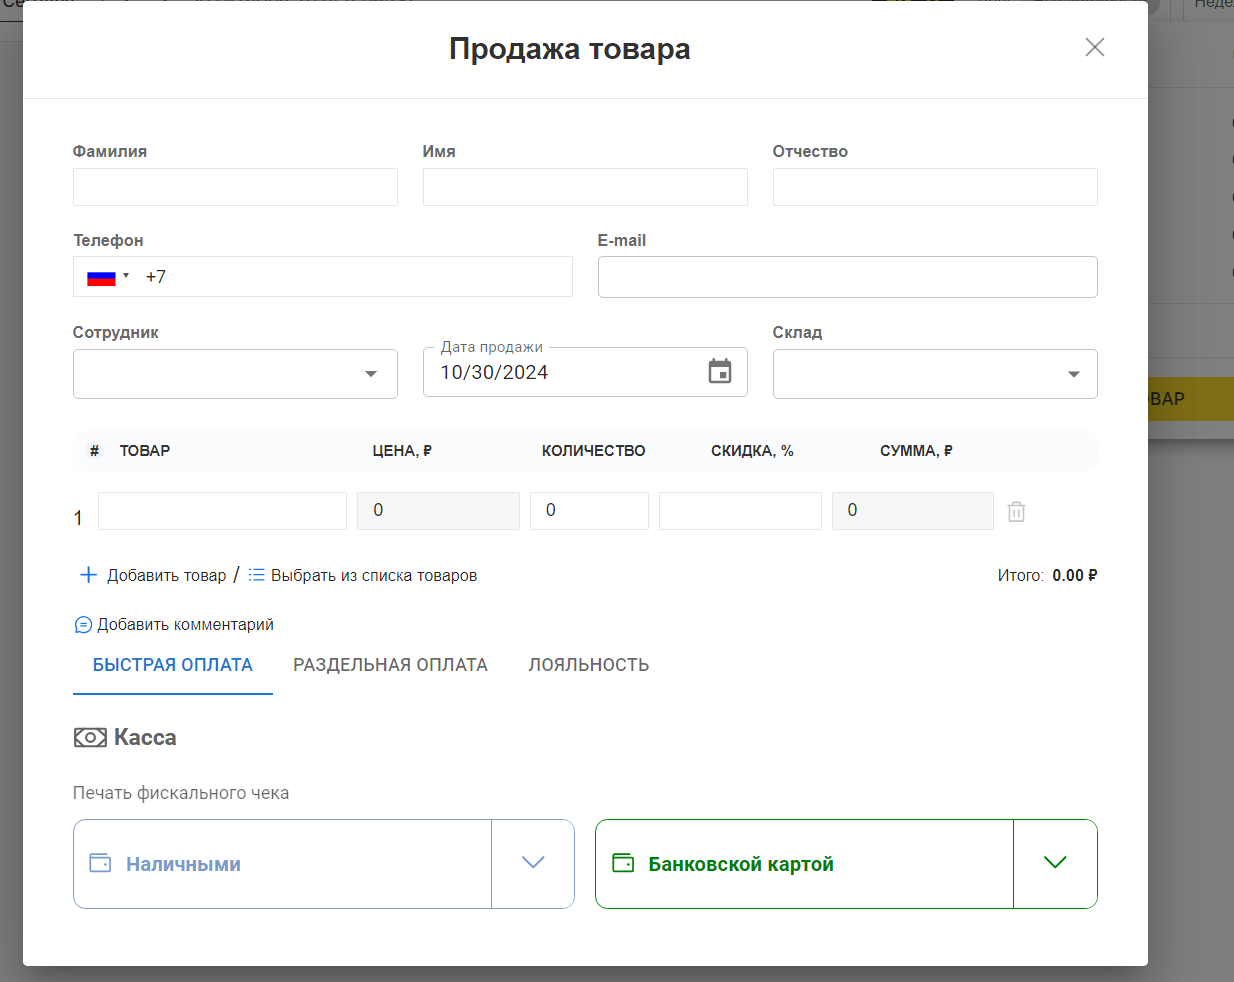 Продажа товара
Фамилия
Имя
Отчество
Телефон
E-mail
+7
Сотрудник
Дата продажи
Склад
10/30/2024
ВАР
# ТОВАР ЦЕНА, ₽ КОЛИЧЕСТВО СКИДКА, % СУММА, ₽
1 0 0 0
Добавить товар / Выбрать из списка товаров
Итого: 0.00 ₽
Добавить комментарий
БЫСТРАЯ ОПЛАТА РАЗДЕЛЬНАЯ ОПЛАТА ЛОЯЛЬНОСТЬ
Касса
Печать фискального чека
Наличными
Банковской картой